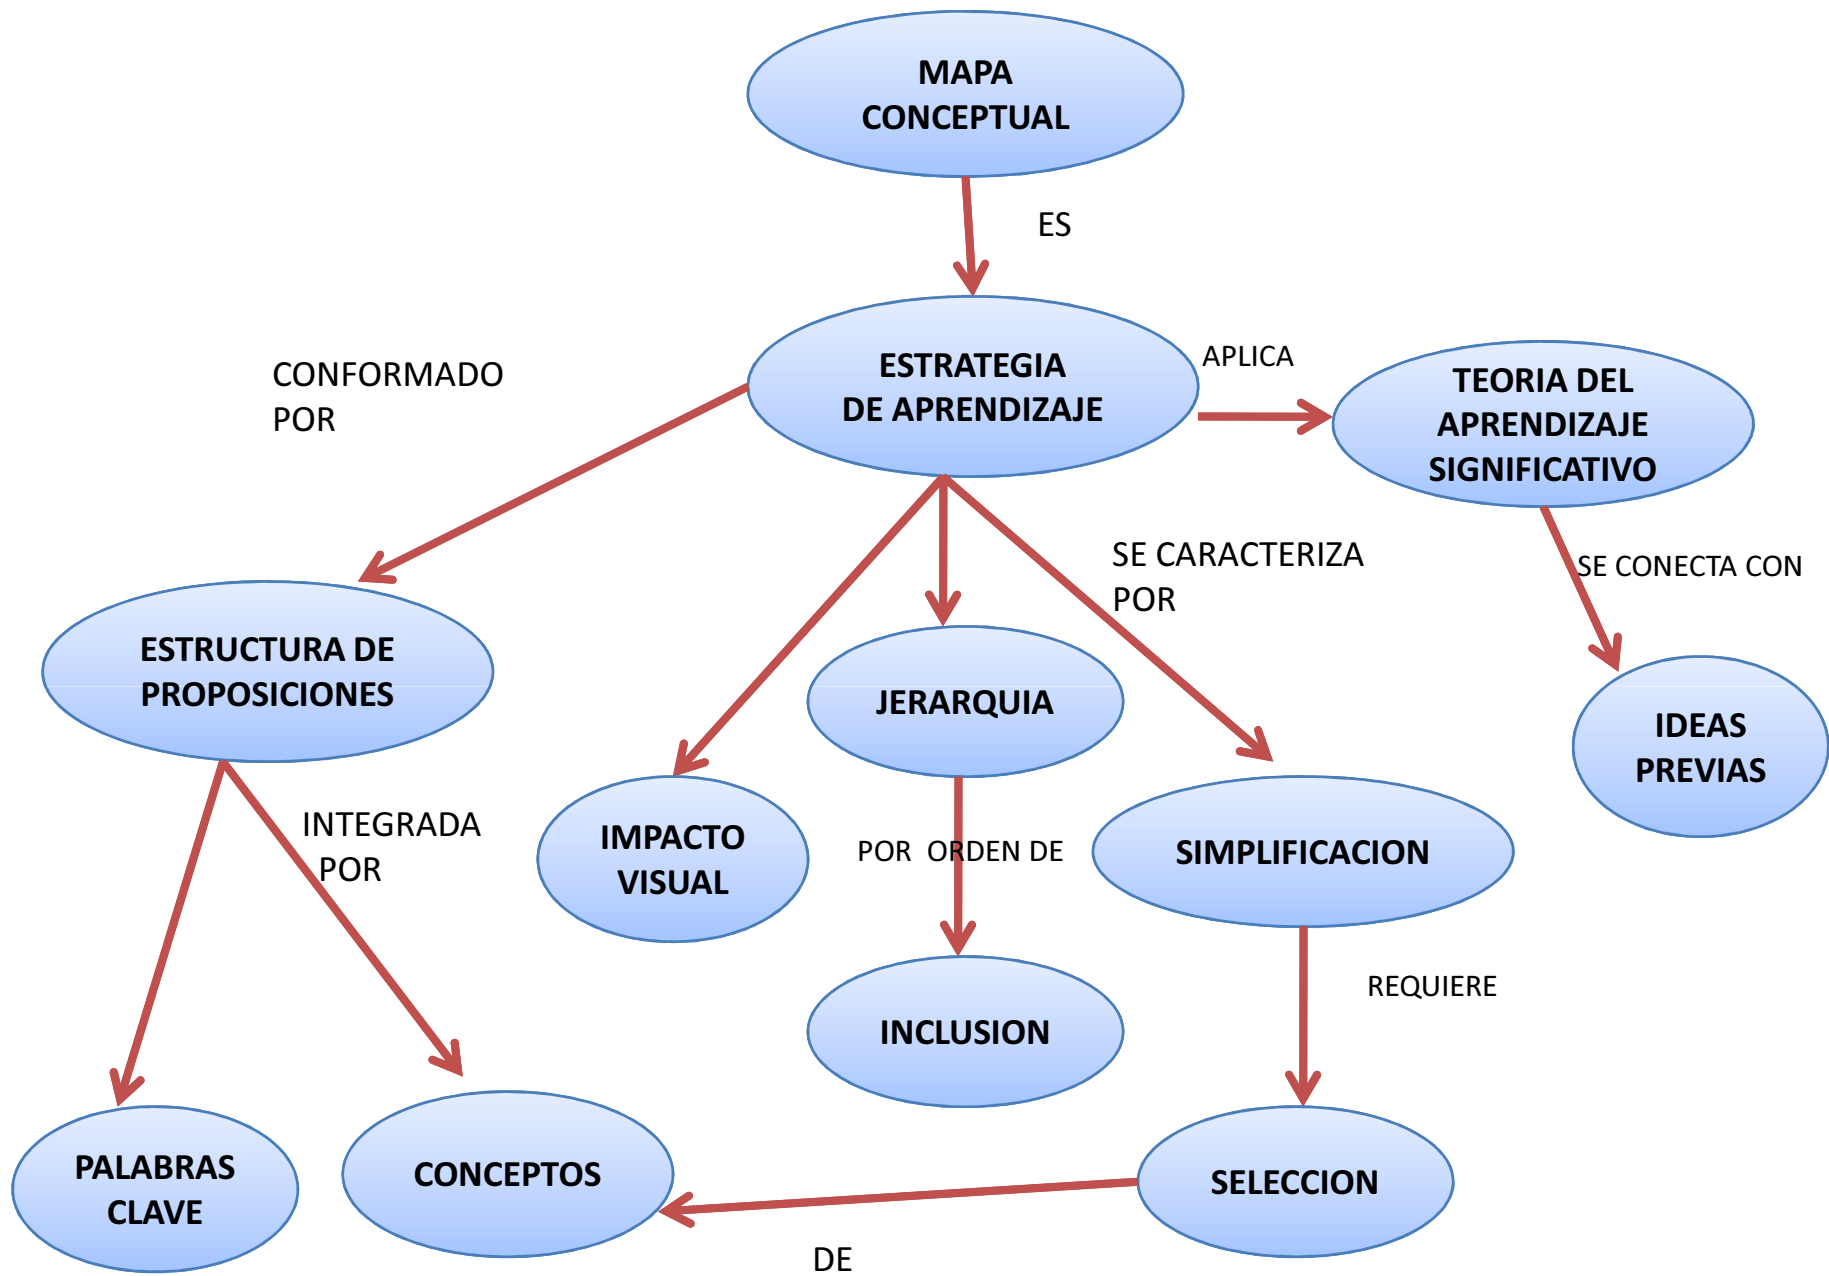 MAPA
CONCEPTUAL
ES
ESTRATEGIA
DE APRENDIZAJE
APLICA
TEORIA DEL
APRENDIZAJE
SIGNIFICATIVO
CONFORMADO
POR
SE CARACTERIZA
POR
SE CONECTA CON
ESTRUCTURA DE
PROPOSICIONES
JERARQUIA
IDEAS
PREVIAS
INTEGRADA
POR
IMPACTO
VISUAL
POR  ORDEN DE
SIMPLIFICACION
REQUIERE
INCLUSION
PALABRAS
CLAVE
CONCEPTOS
SELECCION
DE